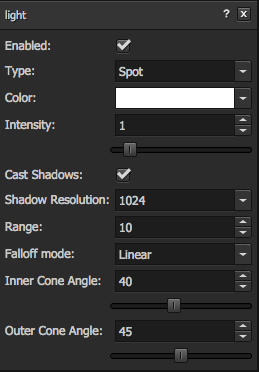 light ? x
Enabled:
Type: Spot
Color:
Intensity: 1
Cast Shadows:
Shadow Resolution: 1024
Range: 10
Falloff mode: Linear
Inner Cone Angle: 40
Outer Cone Angle: 45